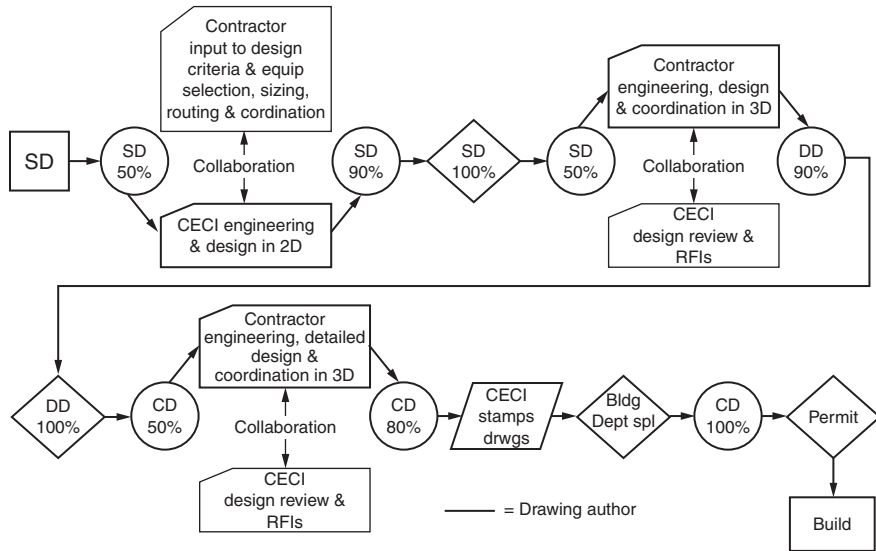 Contractor
input to design
criteria & equip
selection, sizing,
routing & cordination
SD
SD
50%
Collaboration
CECI engineering
& design in 2D
SD
90%
SD
100%
SD
50%
Contractor
engineering, design
& coordination in 3D
Collaboration
CECI
design review &
RFIs
DD
90%
DD
100%
CD
50%
Contractor
engineering, detailed
design &
coordination in 3D
Collaboration
CECI
design review &
RFIs
CD
80%
CECI
stamps
drwgs
Bldg
Dept spl
CD
100%
Permit
Build
= Drawing author